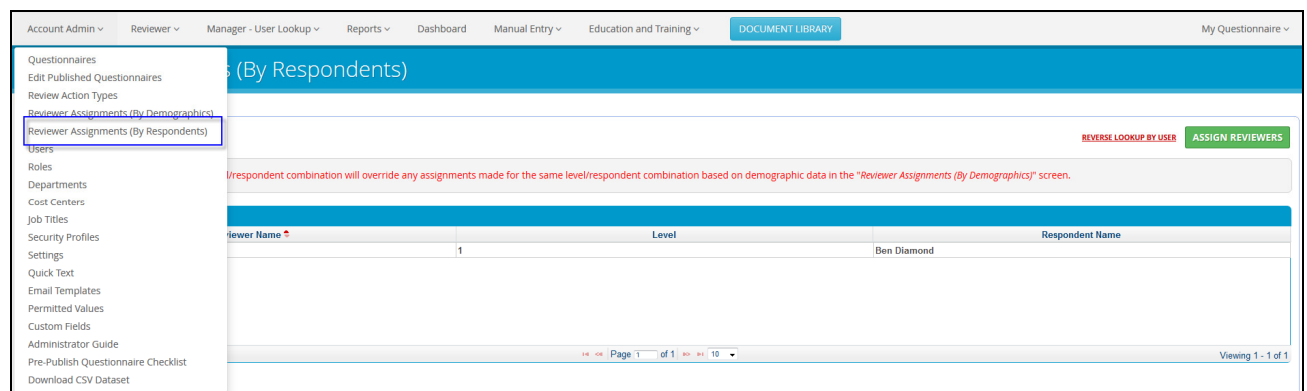 Account Admin Reviewer Manager - User Lookup Reports Dashboard Manual Entry Education and Training DOCUMENT LIBRARY My Questionnaire
(By Respondents)
Questionnaires
Edit Published Questionnaires
Review Action Types
Reviewer Assignments (By Demographics)
Reviewer Assignments (By Respondents)
Users
Roles
Departments
Cost Centers
Job Titles
Security Profiles
Settings
Quick Text
Email Templates
Permitted Values
Custom Fields
Administrator Guide
Pre-Publish Questionnaire Checklist
Download CSV Dataset
REVERSE LOOKUP BY USER ASSIGN REVIEWERS
/respondent combination will override any assignments made for the same level/respondent combination based on demographic data in the "Reviewer Assignments (By Demographics)" screen.
viewer Name Level Respondent Name
1 Ben Diamond
Page 1 of 1 10 Viewing 1 - 1 of 1